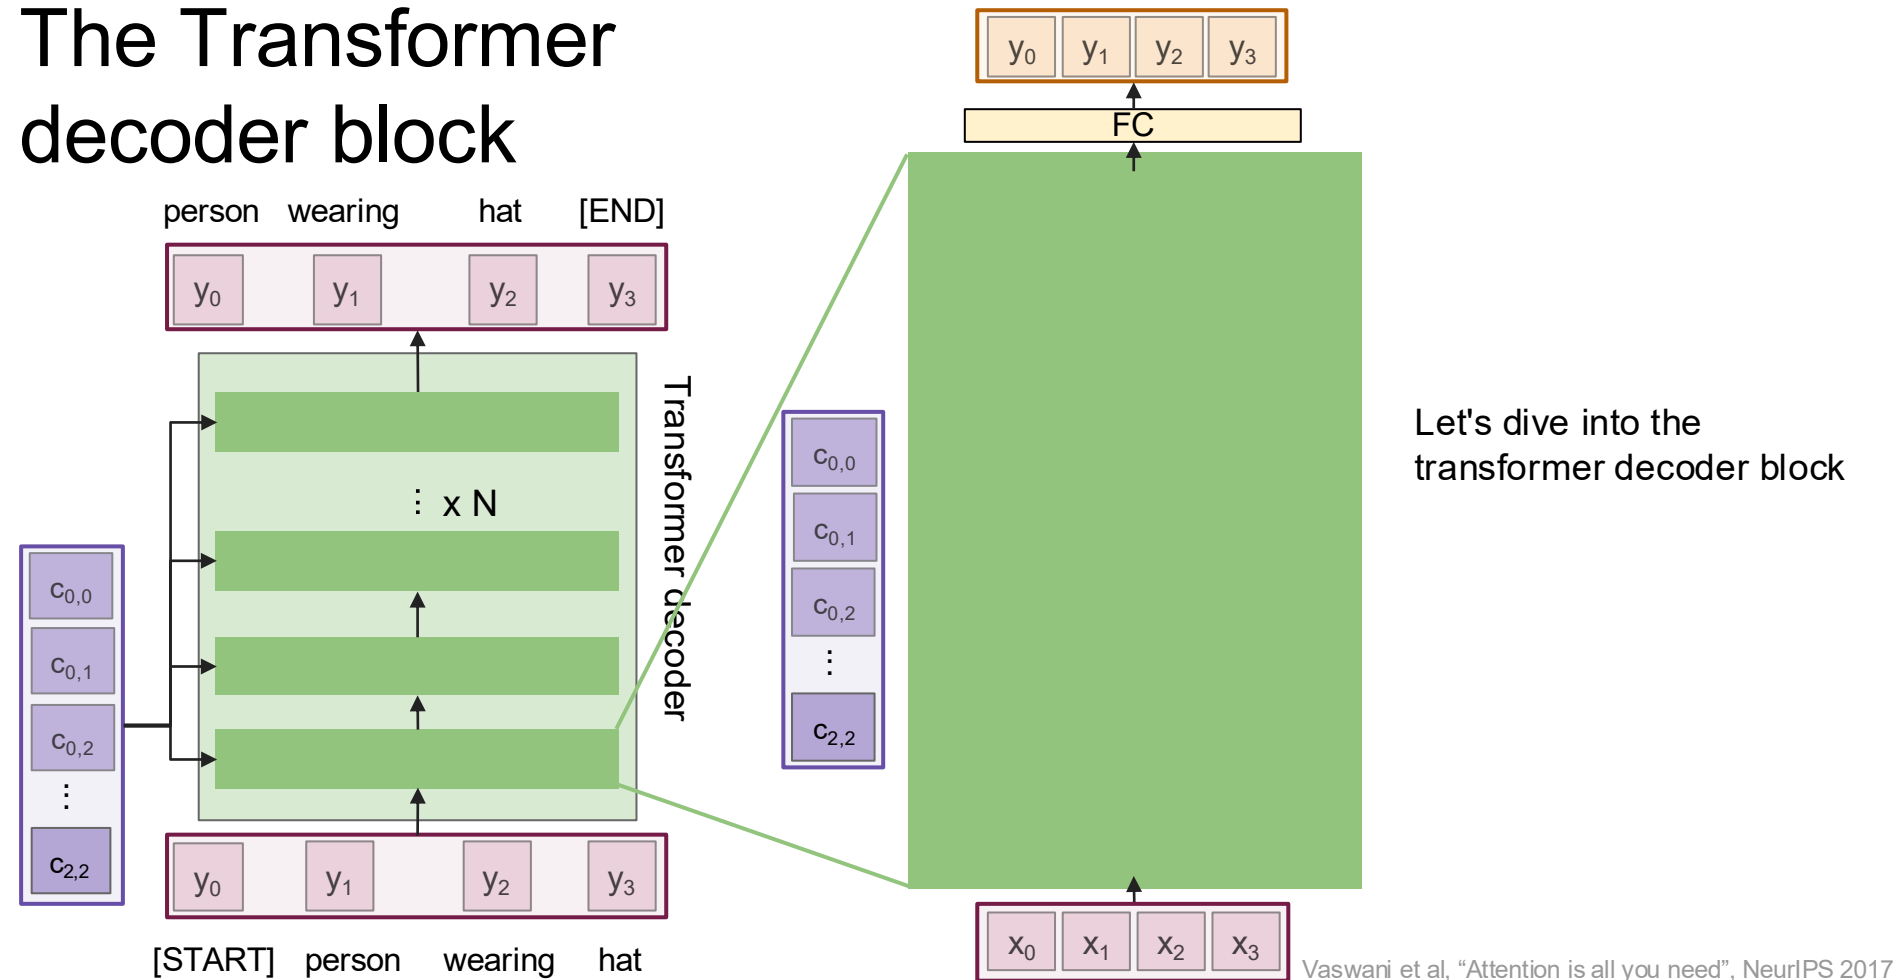 The Transformer
decoder block
person wearing hat [END]
y0 y1 y2 y3
Transformer decoder
⋮ x N
c0,0
c0,1
c0,2
⋮
c2,2
y0 y1 y2 y3
[START] person wearing hat
y0 y1 y2 y3
FC
c0,0
c0,1
c0,2
⋮
c2,2
x0 x1 x2 x3
Let's dive into the
transformer decoder block
Vaswani et al, “Attention is all you need”, NeurIPS 2017